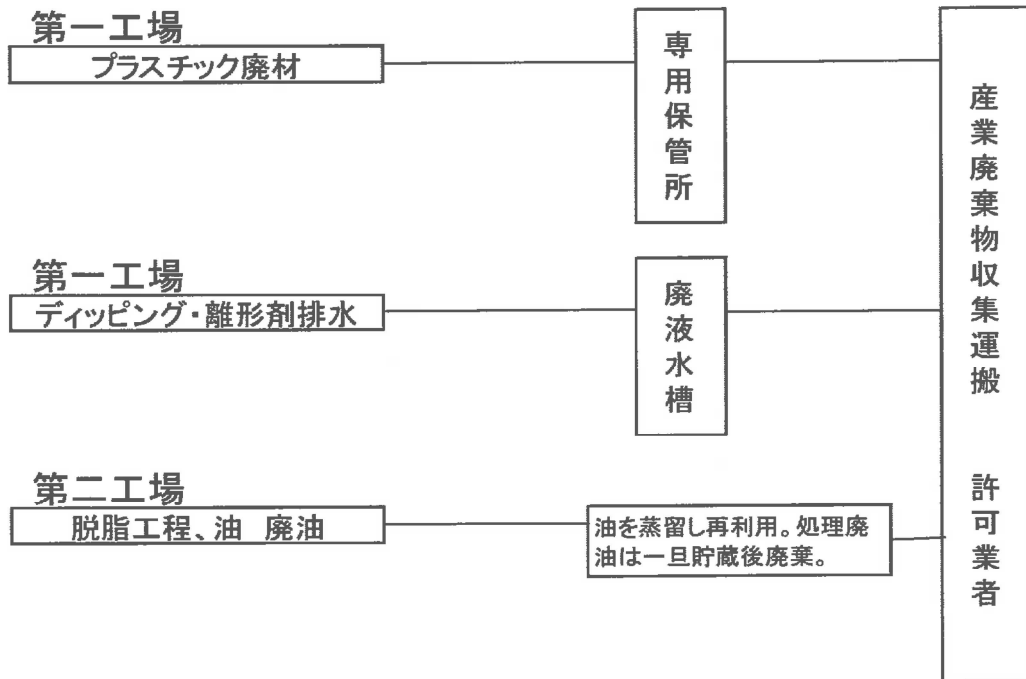 第一工場
プラスチック廃材
専用保管所
第一工場
ディッピング・離形剤排水
廃液水槽
第二工場
脱脂工程、油　廃油
油を蒸留し再利用。処理廃
油は一旦貯蔵後廃棄。
産業廃棄物収集運搬　許可業者